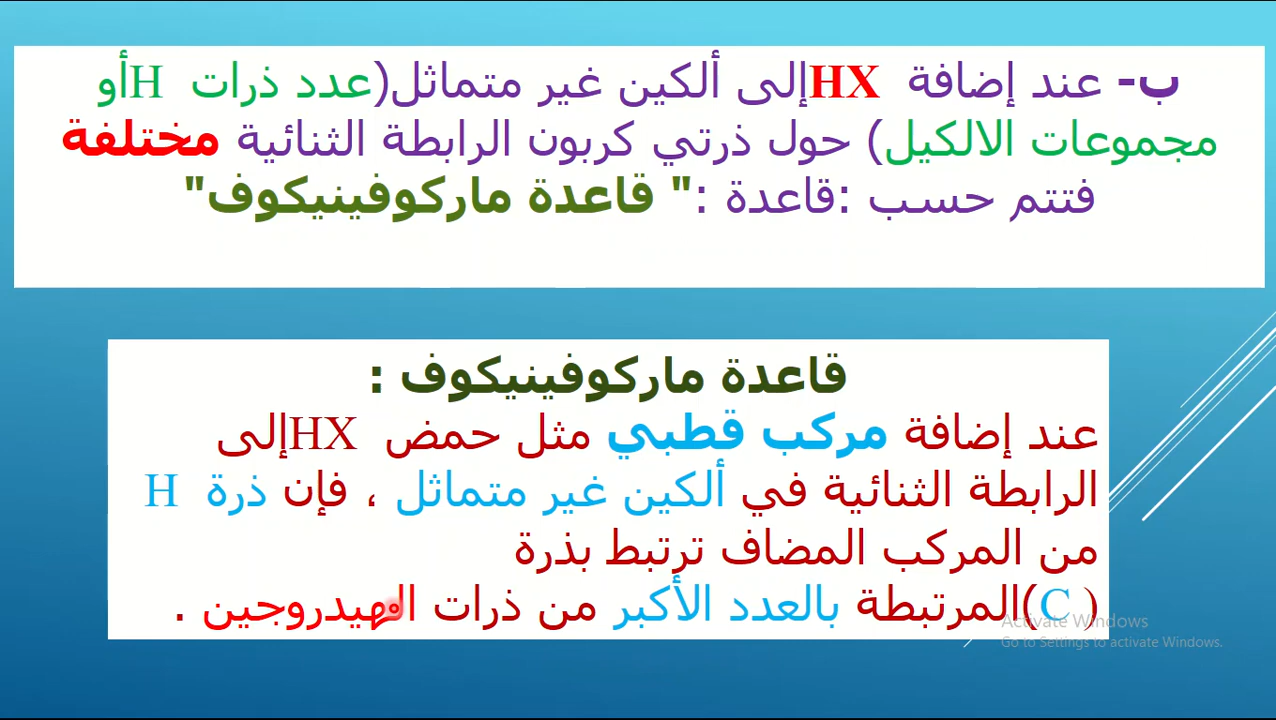 ب- عند إضافة HX إلى ألكين غير متماثل(عدد ذرات H أو
مجموعات الالكيل) حول ذرتي كربون الرابطة الثنائية مختلفة
فتتم حسب :قاعدة :" قاعدة ماركوفينيكوف"
قاعدة ماركوفينيكوف :
عند إضافة مركب قطبي مثل حمض HX إلى
الرابطة الثنائية في ألكين غير متماثل ، فإن ذرة H
من المركب المضاف ترتبط بذرة
( C )المرتبطة بالعدد الأكبر من ذرات الهيدروجين .
Activate Windows
Go to Settings to activate Windows.